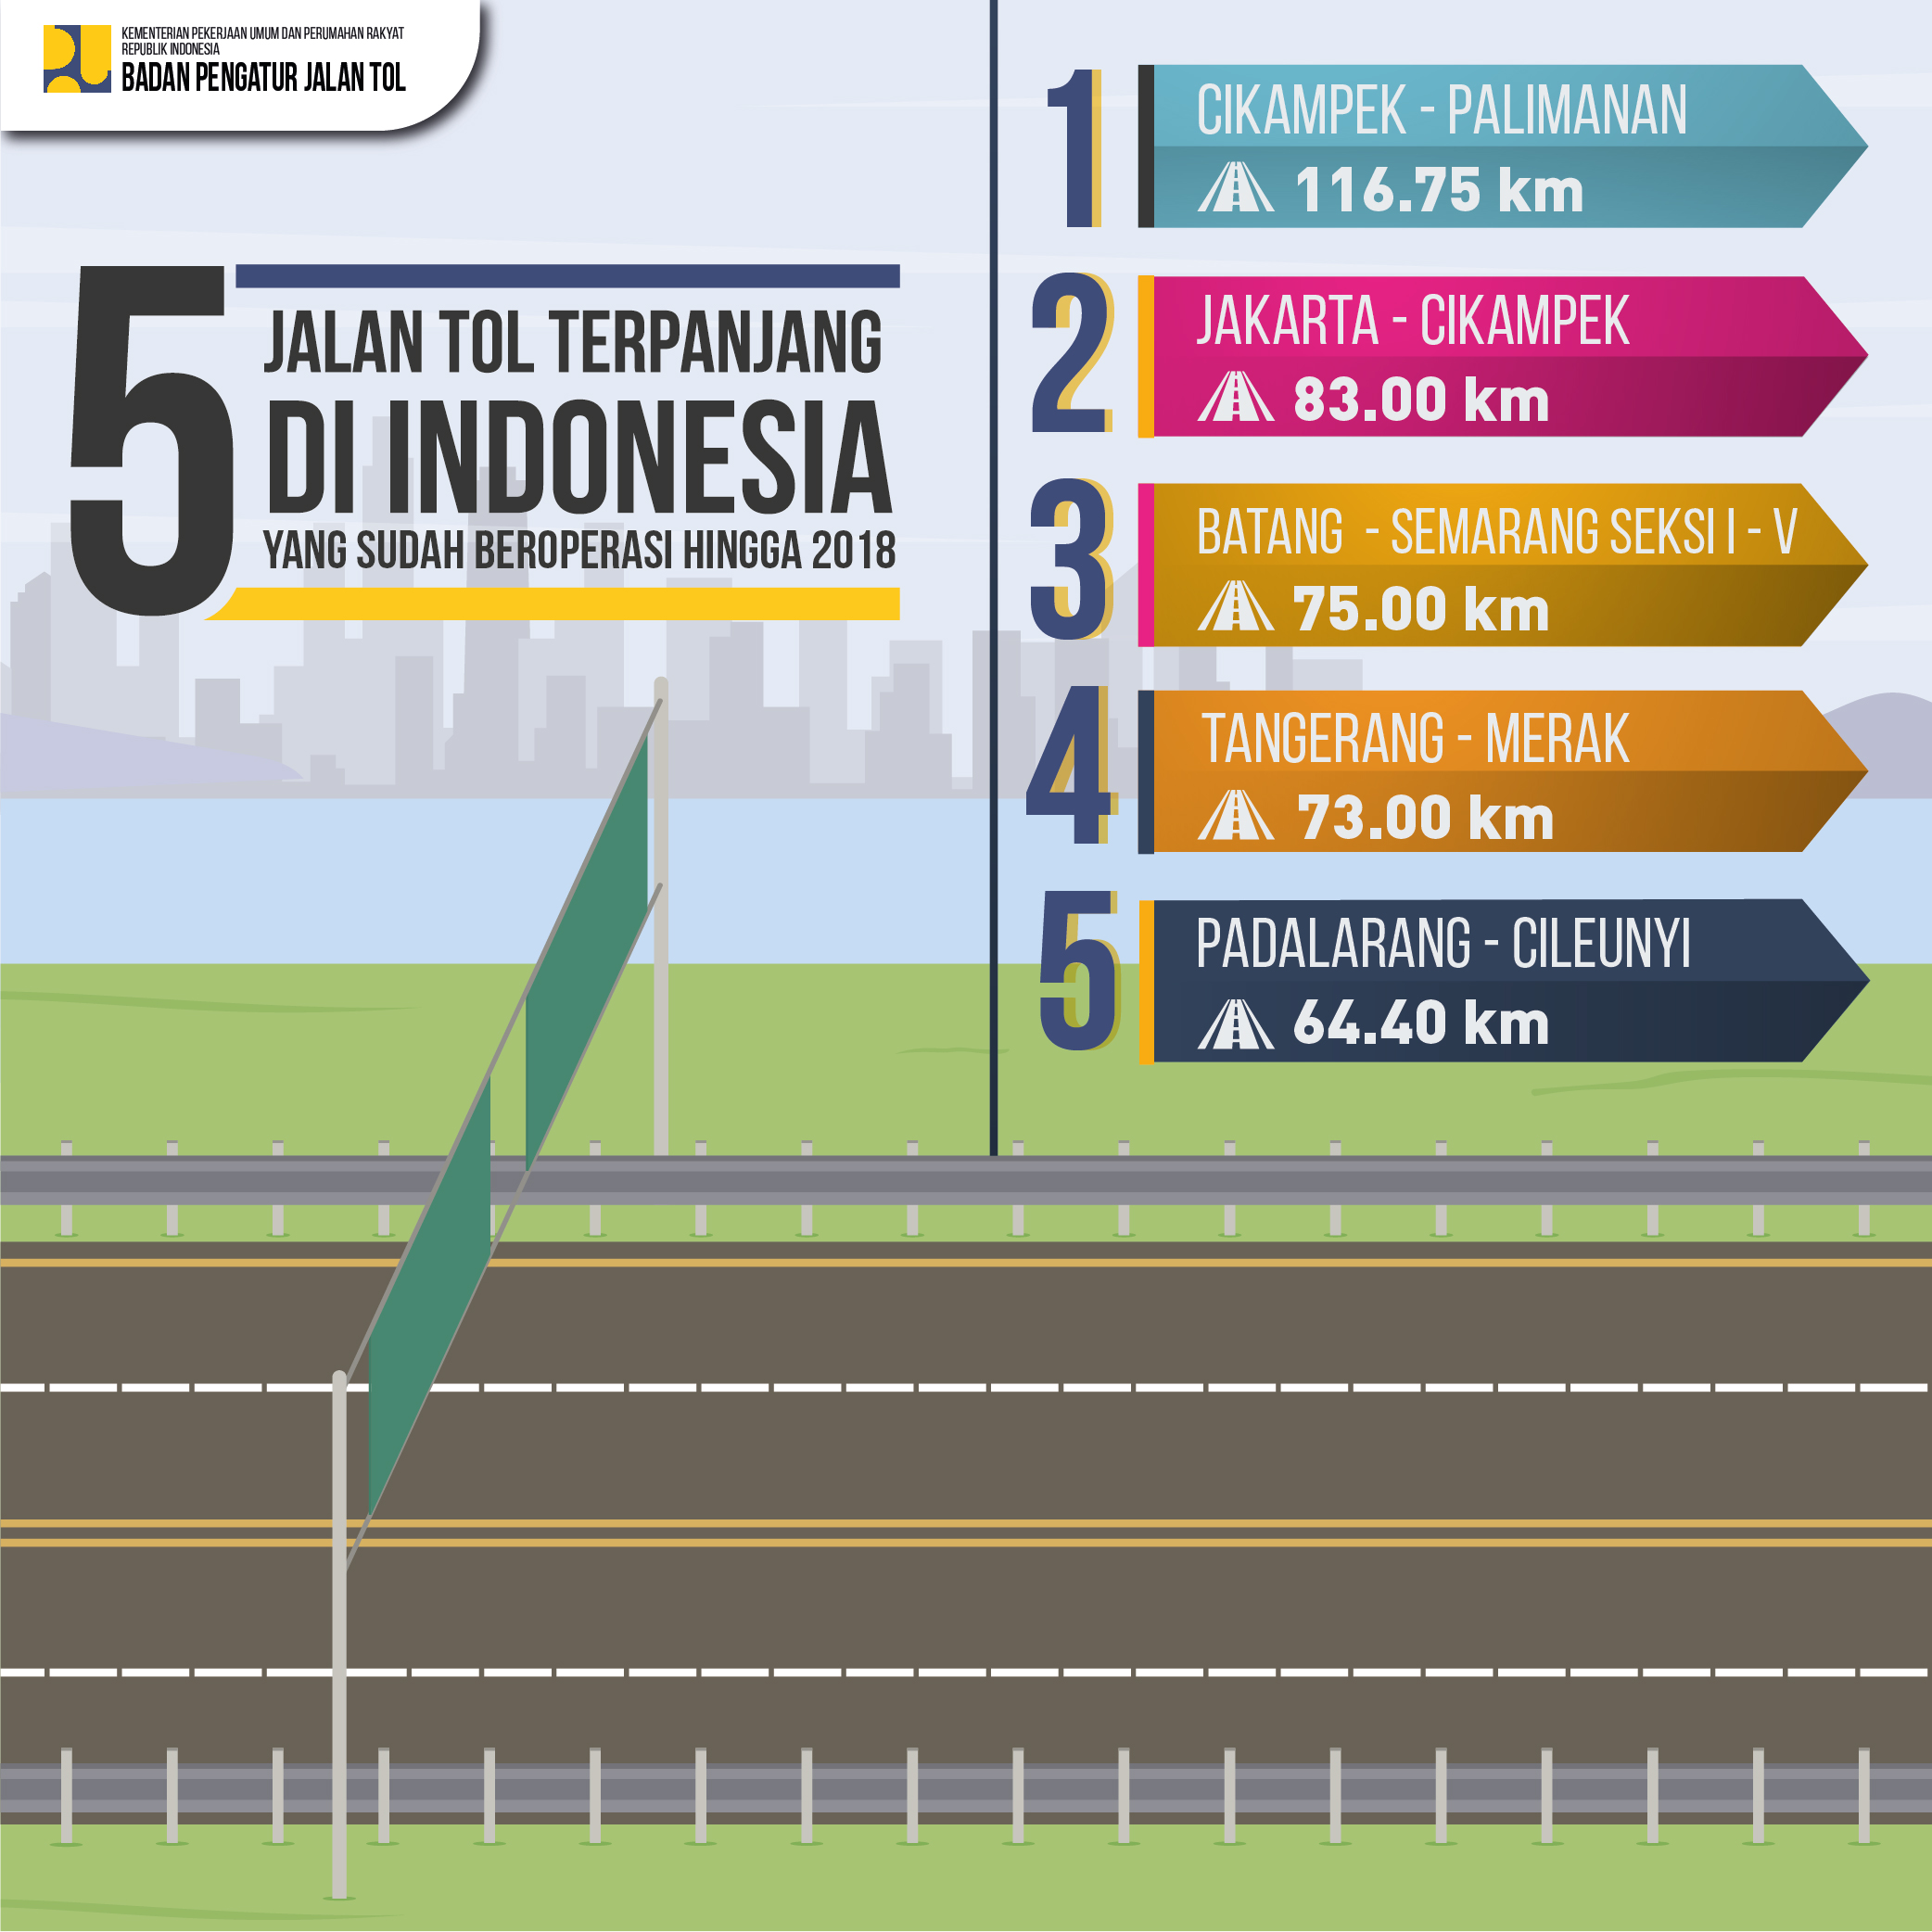 KEMENTERIAN PEKERJAAN UMUM DAN PERUMAHAN RAKYAT
REPUBLIK INDONESIA
BADAN PENGATUR JALAN TOL
5
JALAN TOL TERPANJANG
DI INDONESIA
YANG SUDAH BEROPERASI HINGGA 2018
1
CIKAMPEK - PALIMANAN
116.75 km
2
JAKARTA - CIKAMPEK
83.00 km
3
BATANG - SEMARANG SEKSI I - V
75.00 km
4
TANGERANG - MERAK
73.00 km
5
PADALARANG - CILEUNYI
64.40 km